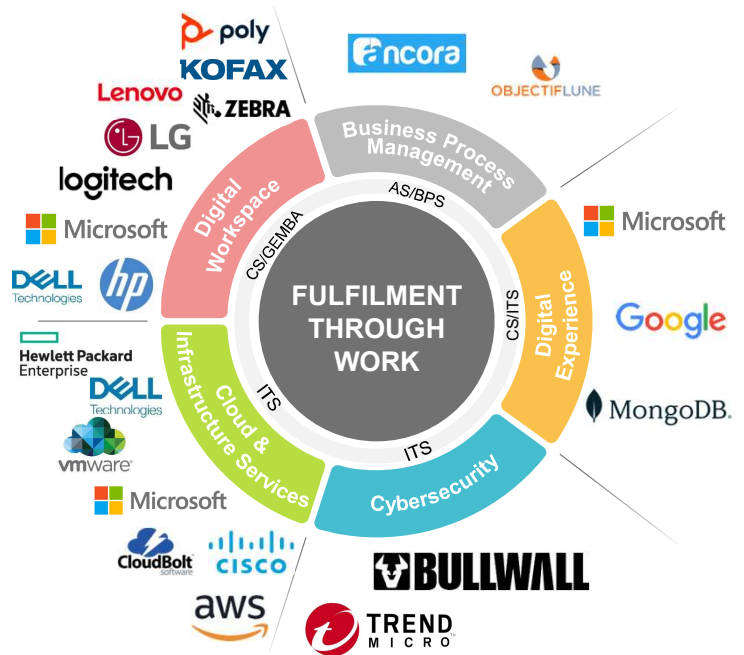 poly
KOFAX
Lenovo
ZEBRA
LG
logitech
Microsoft
DELL
Technologies
hp
ancora
OBJECTIFLUNE
Business Process
Management
AS/BPS
Digital
Workspace
CS/GEMBA
FULFILMENT
THROUGH
WORK
Digital
Experience
CS/ITS
Microsoft
Google
MongoDB.
Hewlett Packard
Enterprise
DELL
Technologies
vmware®
Microsoft
CloudBolt
software
CISCO
aws
Cloud &
Infrastructure Services
ITS
Cybersecurity
ITS
BULLWALL
TREND
MICRO™